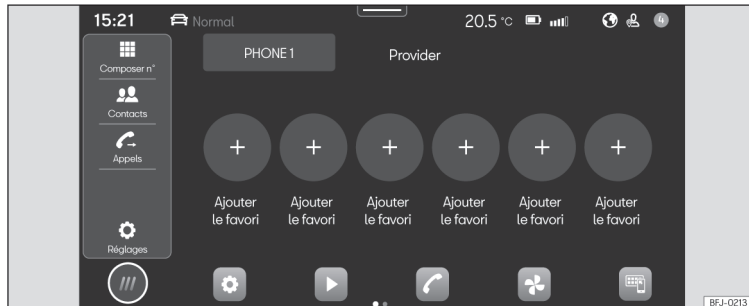 15:21 Normal 20.5 °C 4
PHONE 1 Provider
Composer n°
Contacts
Appels
Réglages
Ajouter Ajouter Ajouter Ajouter Ajouter Ajouter
le favori le favori le favori le favori le favori le favori
BFJ-0213